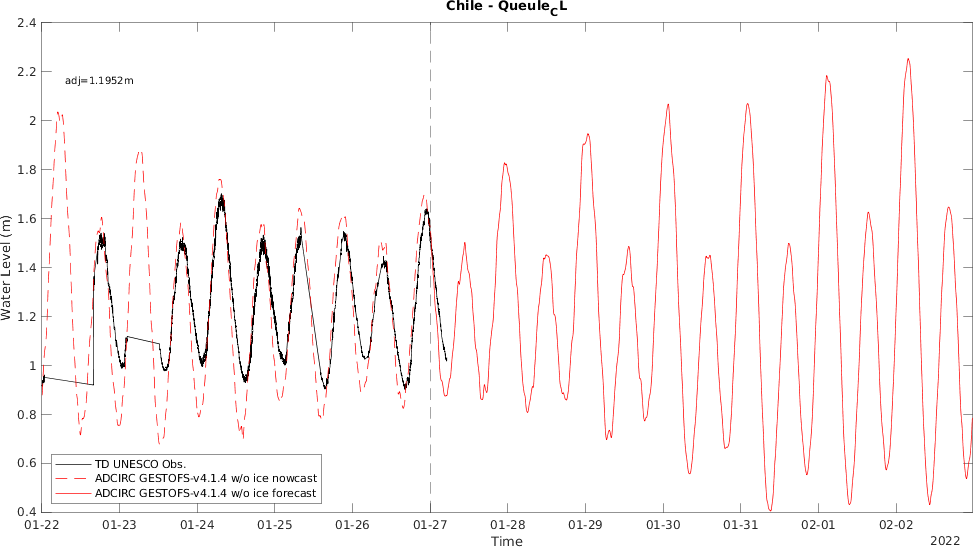 Chile - Queule_CL
2.4
2.2
2
1.8
1.6
1.4
1.2
1
0.8
0.6
0.4
Water Level (m)
adj=1.1952m
TD UNESCO Obs.
ADCIRC GESTOFS-v4.1.4 w/o ice nowcast
ADCIRC GESTOFS-v4.1.4 w/o ice forecast
01-22 01-23 01-24 01-25 01-26 01-27 01-28 01-29 01-30 01-31 02-01 02-02
Time
2022